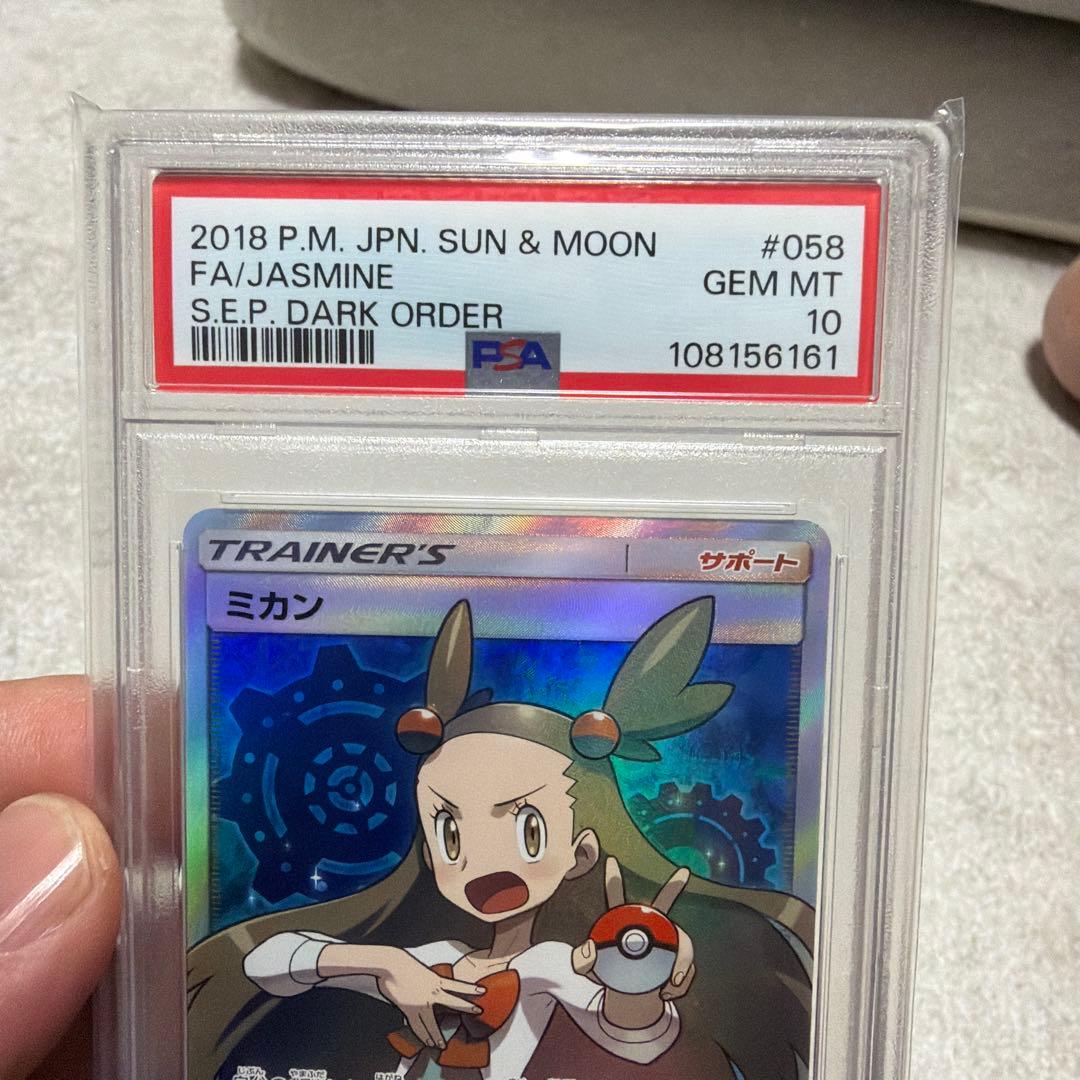 2018 P.M. JPN. SUN & MOON #058
FA/JASMINE GEM MT
S.E.P. DARK ORDER 10
PSA 108156161
TRAINER'S サポート
ミカン